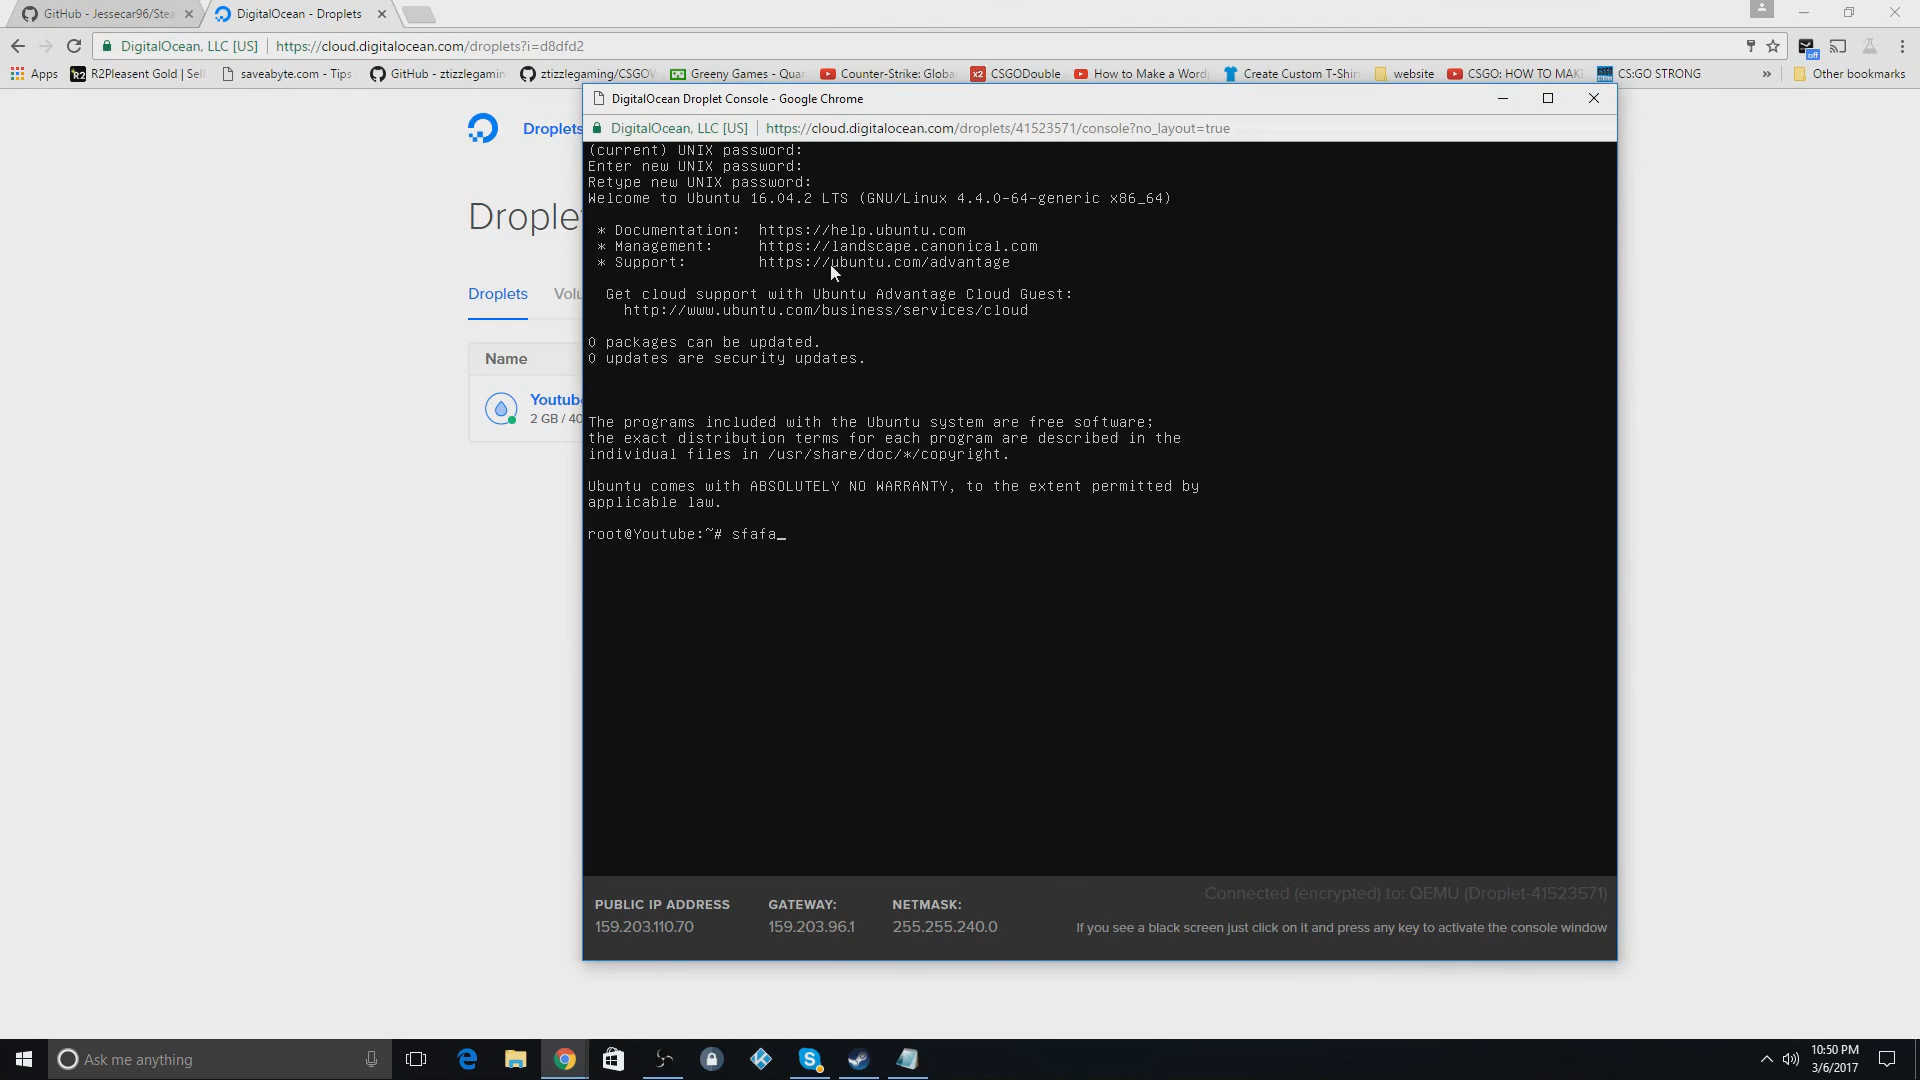 GitHub - Jessecar96/Stea
DigitalOcean - Droplets
DigitalOcean, LLC [US] https://cloud.digitalocean.com/droplets?i=d8dfd2
off
Apps R2 R2Pleasent Gold | Sell saveabyte.com - Tips GitHub - ztizzlegamin ztizzlegaming/CSGOW Greeny Games - Quar Counter-Strike: Globa x2 CSGODouble How to Make a Word Create Custom T-Shir website CSGO: HOW TO MAKE CS:GO STRONG » Other bookmarks
DigitalOcean Droplet Console - Google Chrome
DigitalOcean, LLC [US] https://cloud.digitalocean.com/droplets/41523571/console?no_layout=true
Droplets
Droplet
Droplets Volu
Name
Youtube
2 GB / 40
(current) UNIX password:
Enter new UNIX password:
Retype new UNIX password:
Welcome to Ubuntu 16.04.2 LTS (GNU/Linux 4.4.0-64-generic x86_64)
* Documentation: https://help.ubuntu.com
* Management: https://landscape.canonical.com
* Support: https://ubuntu.com/advantage
Get cloud support with Ubuntu Advantage Cloud Guest:
http://www.ubuntu.com/business/services/cloud
0 packages can be updated.
0 updates are security updates.
The programs included with the Ubuntu system are free software;
the exact distribution terms for each program are described in the
individual files in /usr/share/doc/*/copyright.
Ubuntu comes with ABSOLUTELY NO WARRANTY, to the extent permitted by
applicable law.
root@Youtube:~# sfafa_
Connected (encrypted) to: QEMU (Droplet-41523571)
PUBLIC IP ADDRESS GATEWAY: NETMASK:
159.203.110.70 159.203.96.1 255.255.240.0
If you see a black screen just click on it and press any key to activate the console window
Ask me anything
10:50 PM
3/6/2017